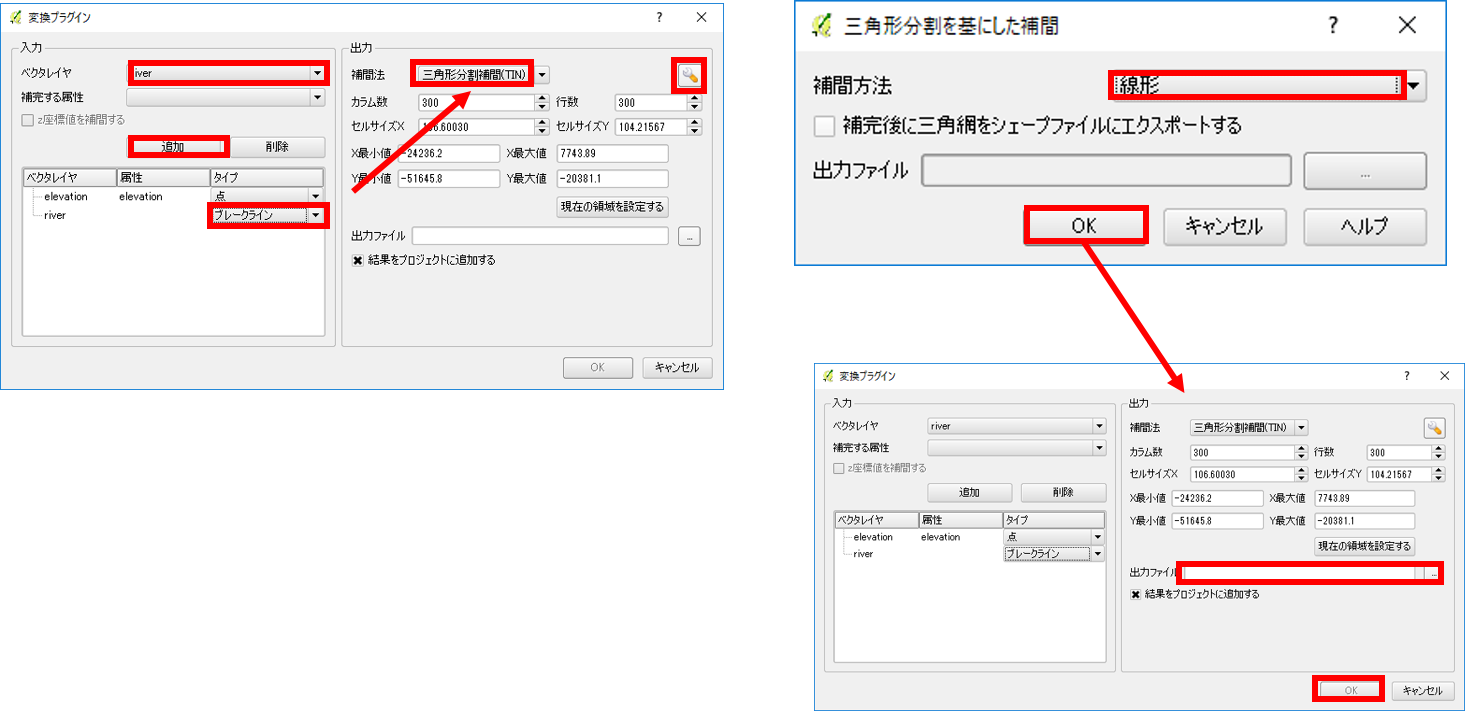 変換プラグイン
?
入力
ベクタレイヤ river
補完する属性
z座標値を補間する
追加 削除
ベクタレイヤ 属性 タイプ
elevation elevation 点
river ブレークライン
出力
補間法 三角形分割補間(TIN)
カラム数 300 行数 300
セルサイズX 106.60030 セルサイズY 104.21567
X最小値 -24236.2 X最大値 7743.89
Y最小値 -51645.8 Y最大値 -20381.1
現在の領域を設定する
出力ファイル ...
結果をプロジェクトに追加する
OK キャンセル
三角形分割を基にした補間
?
補間方法 線形
補完後に三角網をシェープファイルにエクスポートする
出力ファイル ...
OK キャンセル ヘルプ
変換プラグイン
?
入力
ベクタレイヤ river
補完する属性
z座標値を補間する
追加 削除
ベクタレイヤ 属性 タイプ
elevation elevation 点
river ブレークライン
出力
補間法 三角形分割補間(TIN)
カラム数 300 行数 300
セルサイズX 106.60030 セルサイズY 104.21567
X最小値 -24236.2 X最大値 7743.89
Y最小値 -51645.8 Y最大値 -20381.1
現在の領域を設定する
出力ファイル ...
結果をプロジェクトに追加する
OK キャンセル